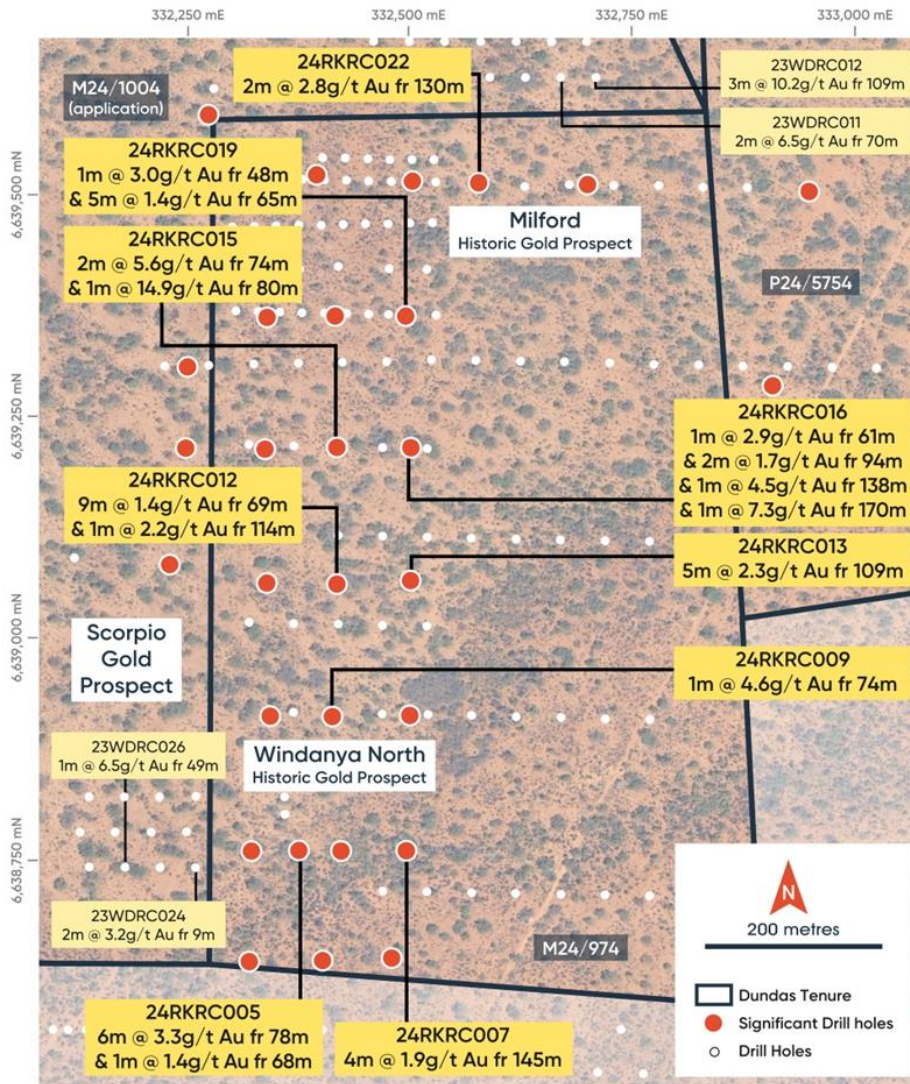 332,250 mE
332,500 mE
332,750 mE
333,000 mE
24RKRC022
2m @ 2.8g/t Au fr 130m
23WDRC012
3m @ 10.2g/t Au fr 109m
M24/1004
(application)
23WDRC011
2m @ 6.5g/t Au fr 70m
24RKRC019
1m @ 3.0g/t Au fr 48m
& 5m @ 1.4g/t Au fr 65m
6,639,500 mN
Milford
Historic Gold Prospect
24RKRC015
2m @ 5.6g/t Au fr 74m
& 1m @ 14.9g/t Au fr 80m
P24/5754
6,639,250 mN
24RKRC016
1m @ 2.9g/t Au fr 61m
& 2m @ 1.7g/t Au fr 94m
& 1m @ 4.5g/t Au fr 138m
& 1m @ 7.3g/t Au fr 170m
24RKRC012
9m @ 1.4g/t Au fr 69m
& 1m @ 2.2g/t Au fr 114m
24RKRC013
5m @ 2.3g/t Au fr 109m
6,639,000 mN
Scorpio
Gold
Prospect
24RKRC009
1m @ 4.6g/t Au fr 74m
Windanya North
Historic Gold Prospect
23WDRC026
1m @ 6.5g/t Au fr 49m
6,638,750 mN
23WDRC024
2m @ 3.2g/t Au fr 9m
M24/974
24RKRC005
6m @ 3.3g/t Au fr 78m
& 1m @ 1.4g/t Au fr 68m
24RKRC007
4m @ 1.9g/t Au fr 145m
N
200 metres
Dundas Tenure
Significant Drill holes
Drill Holes